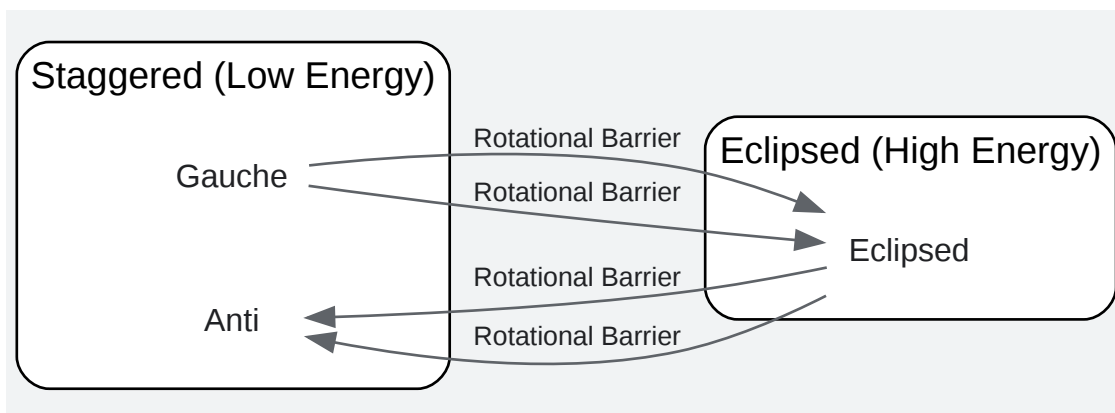 Staggered (Low Energy)
Gauche
Anti
Rotational Barrier
Rotational Barrier
Rotational Barrier
Rotational Barrier
Eclipsed (High Energy)
Eclipsed